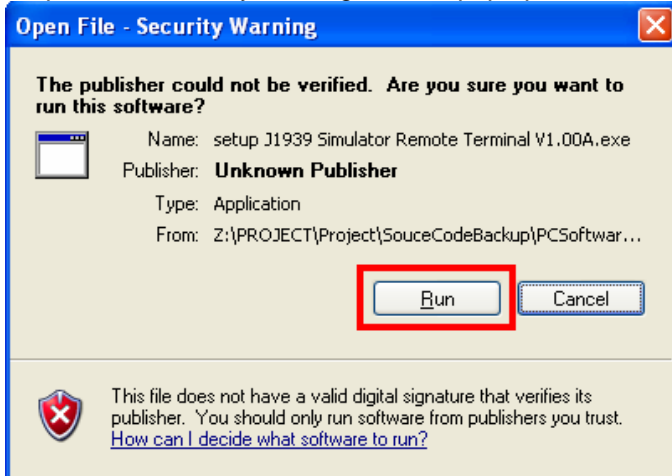 Open File - Security Warning
The publisher could not be verified. Are you sure you want to
run this software?
Name: setup J1939 Simulator Remote Terminal V1.00A.exe
Publisher: Unknown Publisher
Type: Application
From: Z:\PROJECT\Project\SouceCodeBackup\PCSoftwar...
Run Cancel
This file does not have a valid digital signature that verifies its
publisher. You should only run software from publishers you trust.
How can I decide what software to run?